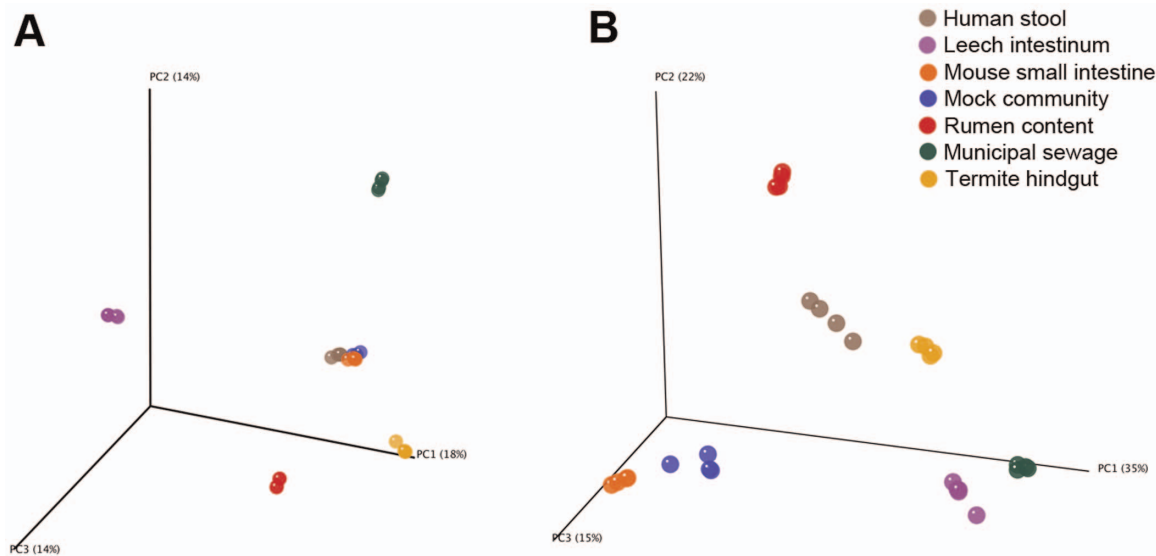 A
PC2 (14%)
PC1 (18%)
PC3 (14%)
B
PC2 (22%)
PC1 (35%)
PC3 (15%)
Human stool
Leech intestinum
Mouse small intestine
Mock community
Rumen content
Municipal sewage
Termite hindgut